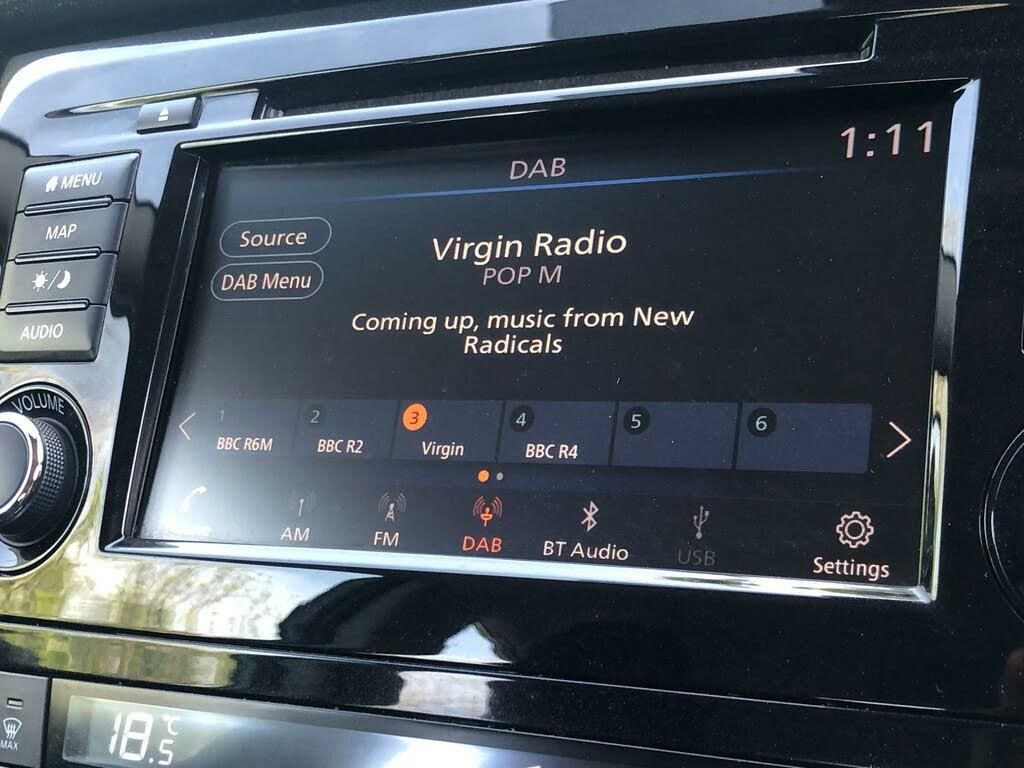 1:11
DAB
MENU
MAP
AUDIO
VOLUME
Source
DAB Menu
Virgin Radio
POP M
Coming up, music from New
Radicals
1 BBC R6M
2 BBC R2
3 Virgin
4 BBC R4
5
6
AM
FM
DAB
BT Audio
USB
Settings
18.5 °C
MAX